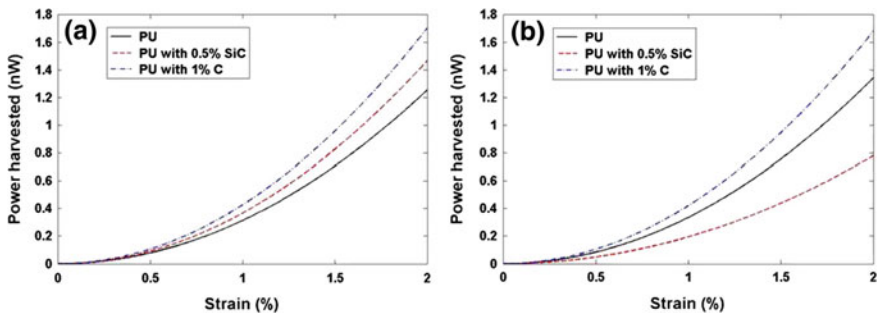 (a)
PU
PU with 0.5% SiC
PU with 1% C
Power harvested (nW)
1.8
1.6
1.4
1.2
1
0.8
0.6
0.4
0.2
0
0 0.5 1 1.5 2
Strain (%)
(b)
PU
PU with 0.5% SiC
PU with 1% C
Power harvested (nW)
1.8
1.6
1.4
1.2
1
0.8
0.6
0.4
0.2
0
0 0.5 1 1.5 2
Strain (%)